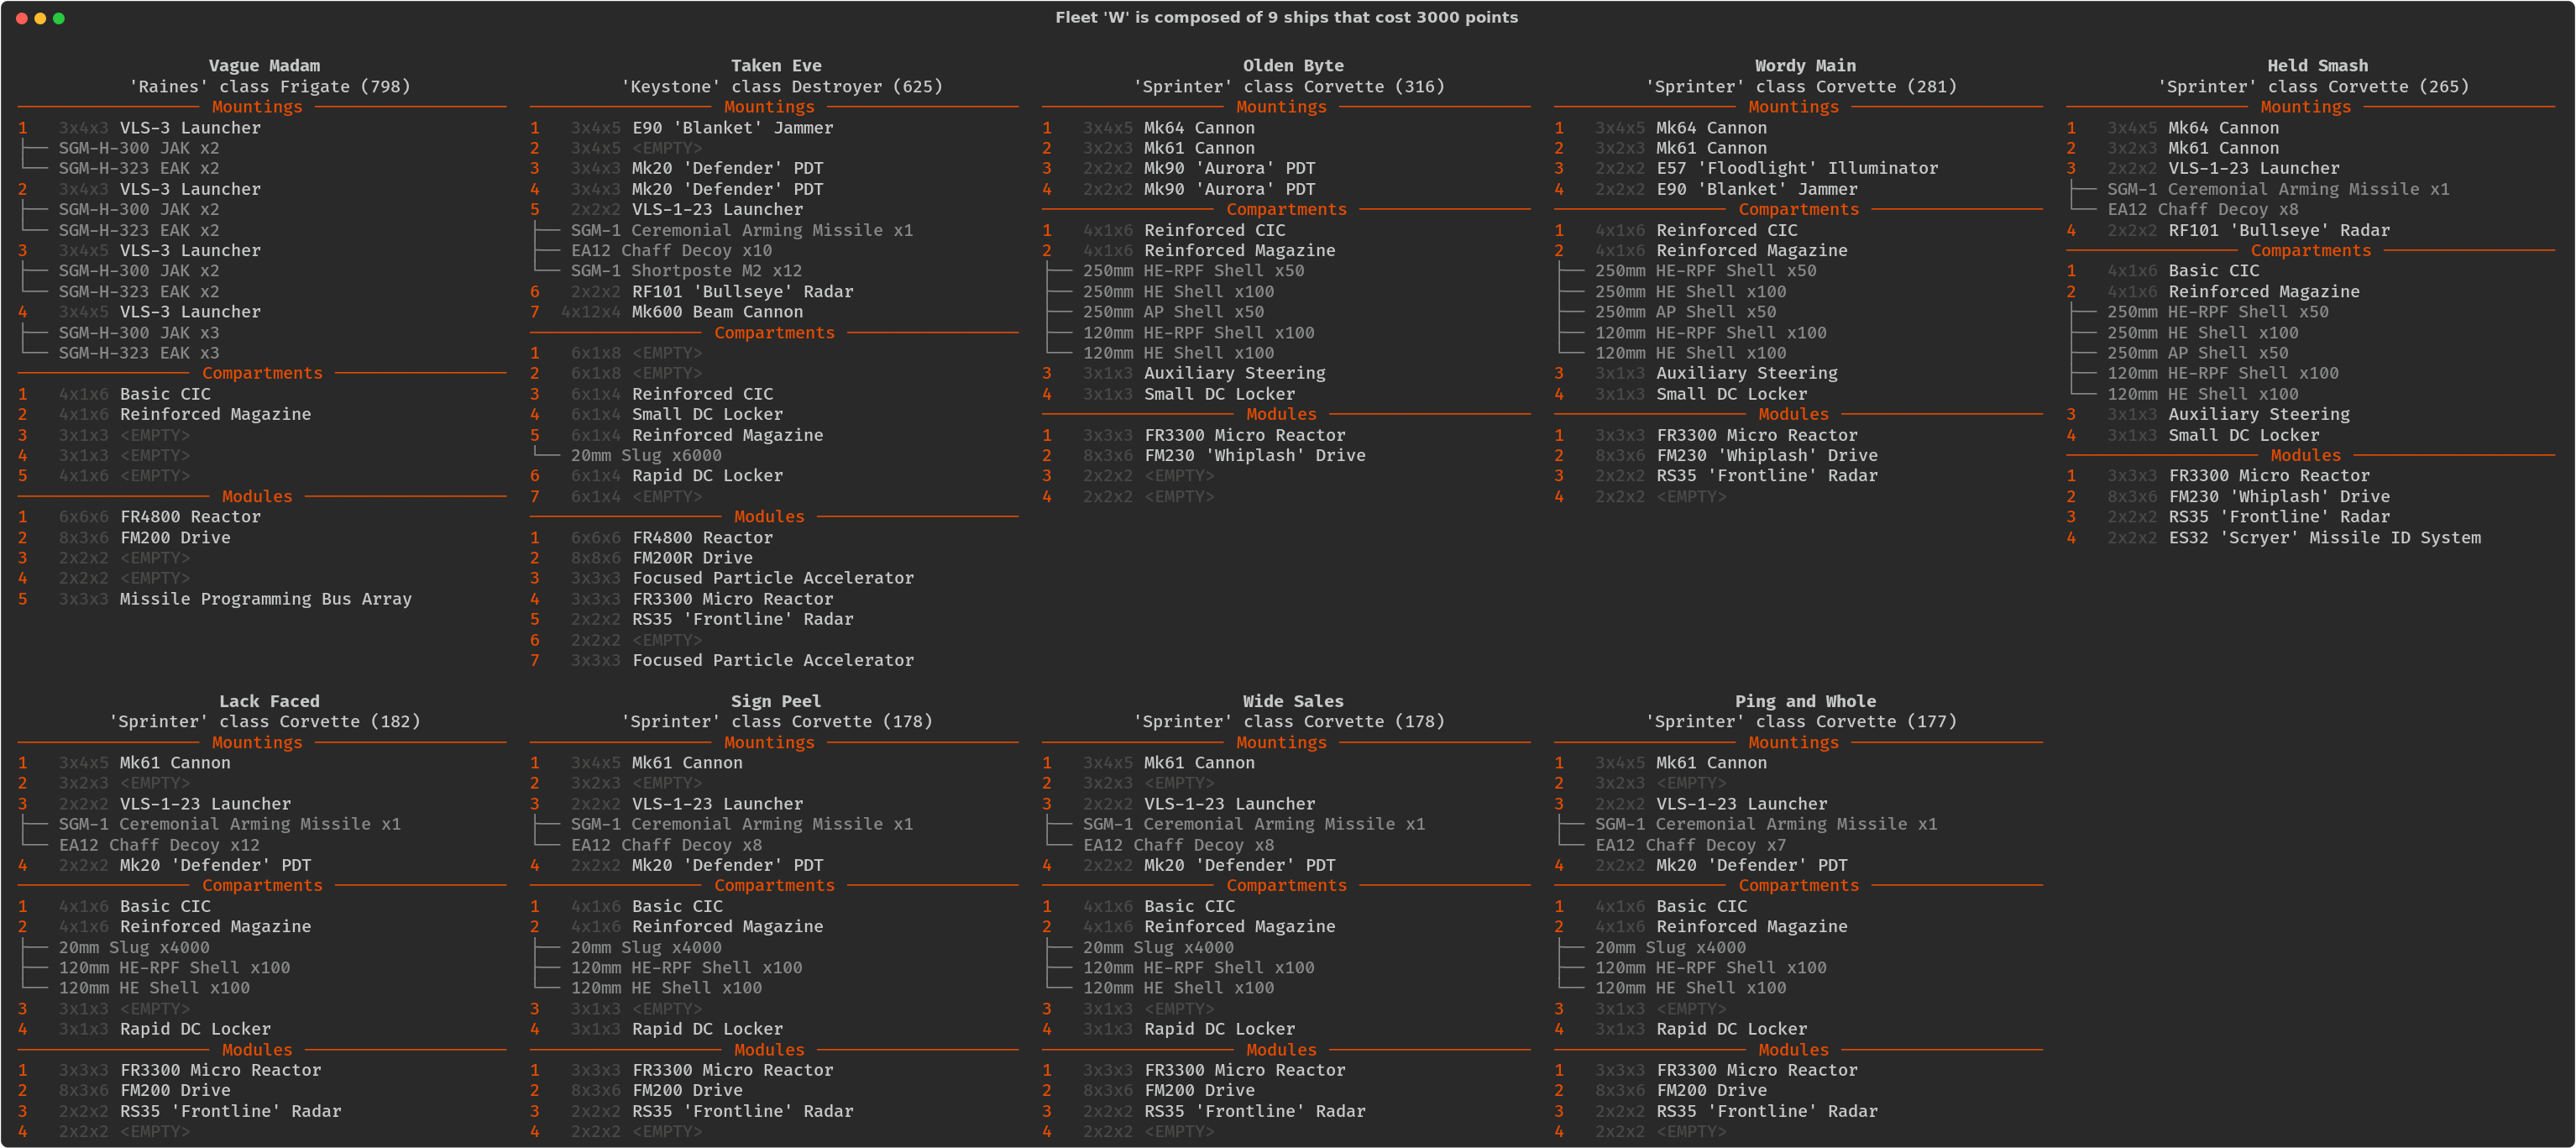 Fleet 'W' is composed of 9 ships that cost 3000 points
Vague Madam
'Raines' class Frigate (798)
Mountings
1 3x4x3 VLS-3 Launcher
SGM-H-300 JAK x2
SGM-H-323 EAK x2
2 3x4x3 VLS-3 Launcher
SGM-H-300 JAK x2
SGM-H-323 EAK x2
3 3x4x5 VLS-3 Launcher
SGM-H-300 JAK x2
SGM-H-323 EAK x2
4 3x4x5 VLS-3 Launcher
SGM-H-300 JAK x3
SGM-H-323 EAK x3
Compartments
1 4x1x6 Basic CIC
2 4x1x6 Reinforced Magazine
3 3x1x3 <EMPTY>
4 3x1x3 <EMPTY>
5 4x1x6 <EMPTY>
Modules
1 6x6x6 FR4800 Reactor
2 8x3x6 FM200 Drive
3 2x2x2 <EMPTY>
4 2x2x2 <EMPTY>
5 3x3x3 Missile Programming Bus Array
Taken Eve
'Keystone' class Destroyer (625)
Mountings
1 3x4x5 E90 'Blanket' Jammer
2 3x4x5 <EMPTY>
3 3x4x3 Mk20 'Defender' PDT
4 3x4x3 Mk20 'Defender' PDT
5 2x2x2 VLS-1-23 Launcher
SGM-1 Ceremonial Arming Missile x1
EA12 Chaff Decoy x10
SGM-1 Shortposte M2 x12
6 2x2x2 RF101 'Bullseye' Radar
7 4x12x4 Mk600 Beam Cannon
Compartments
1 6x1x8 <EMPTY>
2 6x1x8 <EMPTY>
3 6x1x4 Reinforced CIC
4 6x1x4 Small DC Locker
5 6x1x4 Reinforced Magazine
20mm Slug x6000
6 6x1x4 Rapid DC Locker
7 6x1x4 <EMPTY>
Modules
1 6x6x6 FR4800 Reactor
2 8x8x6 FM200R Drive
3 3x3x3 Focused Particle Accelerator
4 3x3x3 FR3300 Micro Reactor
5 2x2x2 RS35 'Frontline' Radar
6 2x2x2 <EMPTY>
7 3x3x3 Focused Particle Accelerator
Olden Byte
'Sprinter' class Corvette (316)
Mountings
1 3x4x5 Mk64 Cannon
2 3x2x3 Mk61 Cannon
3 2x2x2 Mk90 'Aurora' PDT
4 2x2x2 Mk90 'Aurora' PDT
Compartments
1 4x1x6 Reinforced CIC
2 4x1x6 Reinforced Magazine
250mm HE-RPF Shell x50
250mm HE Shell x100
250mm AP Shell x50
120mm HE-RPF Shell x100
120mm HE Shell x100
3 3x1x3 Auxiliary Steering
4 3x1x3 Small DC Locker
Modules
1 3x3x3 FR3300 Micro Reactor
2 8x3x6 FM230 'Whiplash' Drive
3 2x2x2 <EMPTY>
4 2x2x2 <EMPTY>
Wordy Main
'Sprinter' class Corvette (281)
Mountings
1 3x4x5 Mk64 Cannon
2 3x2x3 Mk61 Cannon
3 2x2x2 E57 'Floodlight' Illuminator
4 2x2x2 E90 'Blanket' Jammer
Compartments
1 4x1x6 Reinforced CIC
2 4x1x6 Reinforced Magazine
250mm HE-RPF Shell x50
250mm HE Shell x100
250mm AP Shell x50
120mm HE-RPF Shell x100
120mm HE Shell x100
3 3x1x3 Auxiliary Steering
4 3x1x3 Small DC Locker
Modules
1 3x3x3 FR3300 Micro Reactor
2 8x3x6 FM230 'Whiplash' Drive
3 2x2x2 RS35 'Frontline' Radar
4 2x2x2 <EMPTY>
Held Smash
'Sprinter' class Corvette (265)
Mountings
1 3x4x5 Mk64 Cannon
2 3x2x3 Mk61 Cannon
3 2x2x2 VLS-1-23 Launcher
SGM-1 Ceremonial Arming Missile x1
EA12 Chaff Decoy x8
4 2x2x2 RF101 'Bullseye' Radar
Compartments
1 4x1x6 Basic CIC
2 4x1x6 Reinforced Magazine
250mm HE-RPF Shell x50
250mm HE Shell x100
250mm AP Shell x50
120mm HE-RPF Shell x100
120mm HE Shell x100
3 3x1x3 Auxiliary Steering
4 3x1x3 Small DC Locker
Modules
1 3x3x3 FR3300 Micro Reactor
2 8x3x6 FM230 'Whiplash' Drive
3 2x2x2 RS35 'Frontline' Radar
4 2x2x2 ES32 'Scryer' Missile ID System
Lack Faced
'Sprinter' class Corvette (182)
Mountings
1 3x4x5 Mk61 Cannon
2 3x2x3 <EMPTY>
3 2x2x2 VLS-1-23 Launcher
SGM-1 Ceremonial Arming Missile x1
EA12 Chaff Decoy x12
4 2x2x2 Mk20 'Defender' PDT
Compartments
1 4x1x6 Basic CIC
2 4x1x6 Reinforced Magazine
20mm Slug x4000
120mm HE-RPF Shell x100
120mm HE Shell x100
3 3x1x3 <EMPTY>
4 3x1x3 Rapid DC Locker
Modules
1 3x3x3 FR3300 Micro Reactor
2 8x3x6 FM200 Drive
3 2x2x2 RS35 'Frontline' Radar
4 2x2x2 <EMPTY>
Sign Peel
'Sprinter' class Corvette (178)
Mountings
1 3x4x5 Mk61 Cannon
2 3x2x3 <EMPTY>
3 2x2x2 VLS-1-23 Launcher
SGM-1 Ceremonial Arming Missile x1
EA12 Chaff Decoy x8
4 2x2x2 Mk20 'Defender' PDT
Compartments
1 4x1x6 Basic CIC
2 4x1x6 Reinforced Magazine
20mm Slug x4000
120mm HE-RPF Shell x100
120mm HE Shell x100
3 3x1x3 <EMPTY>
4 3x1x3 Rapid DC Locker
Modules
1 3x3x3 FR3300 Micro Reactor
2 8x3x6 FM200 Drive
3 2x2x2 RS35 'Frontline' Radar
4 2x2x2 <EMPTY>
Wide Sales
'Sprinter' class Corvette (178)
Mountings
1 3x4x5 Mk61 Cannon
2 3x2x3 <EMPTY>
3 2x2x2 VLS-1-23 Launcher
SGM-1 Ceremonial Arming Missile x1
EA12 Chaff Decoy x8
4 2x2x2 Mk20 'Defender' PDT
Compartments
1 4x1x6 Basic CIC
2 4x1x6 Reinforced Magazine
20mm Slug x4000
120mm HE-RPF Shell x100
120mm HE Shell x100
3 3x1x3 <EMPTY>
4 3x1x3 Rapid DC Locker
Modules
1 3x3x3 FR3300 Micro Reactor
2 8x3x6 FM200 Drive
3 2x2x2 RS35 'Frontline' Radar
4 2x2x2 <EMPTY>
Ping and Whole
'Sprinter' class Corvette (177)
Mountings
1 3x4x5 Mk61 Cannon
2 3x2x3 <EMPTY>
3 2x2x2 VLS-1-23 Launcher
SGM-1 Ceremonial Arming Missile x1
EA12 Chaff Decoy x7
4 2x2x2 Mk20 'Defender' PDT
Compartments
1 4x1x6 Basic CIC
2 4x1x6 Reinforced Magazine
20mm Slug x4000
120mm HE-RPF Shell x100
120mm HE Shell x100
3 3x1x3 <EMPTY>
4 3x1x3 Rapid DC Locker
Modules
1 3x3x3 FR3300 Micro Reactor
2 8x3x6 FM200 Drive
3 2x2x2 RS35 'Frontline' Radar
4 2x2x2 <EMPTY>